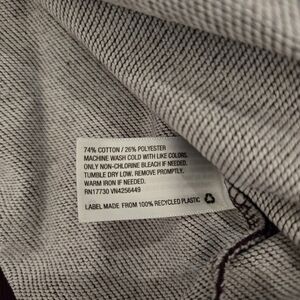 74% COTTON / 26% POLYESTER
MACHINE WASH COLD WITH LIKE COLORS.
ONLY NON-CHLORINE BLEACH IF NEEDED.
TUMBLE DRY LOW. REMOVE PROMPTLY.
WARM IRON IF NEEDED.
RN17730 VN4256449
LABEL MADE FROM 100% RECYCLED PLASTIC